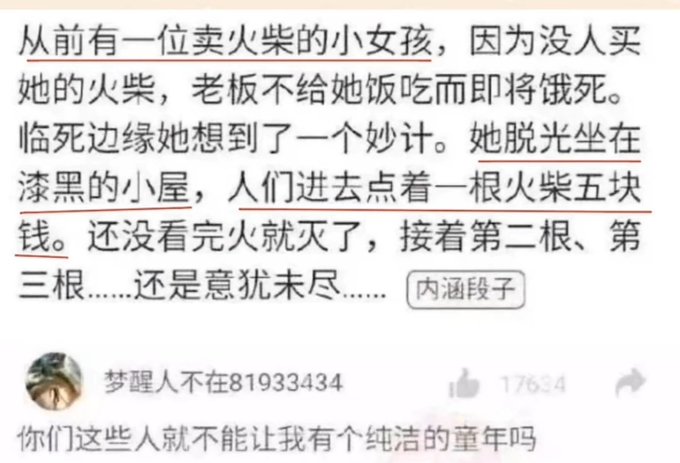 从前有一位卖火柴的小女孩，因为没人买
她的火柴，老板不给她饭吃而即将饿死。
临死边缘她想到了一个妙计。她脱光坐在
漆黑的小屋，人们进去点着一根火柴五块
钱。还没看完火就灭了，接着第二根、第
三根......还是意犹未尽...... 内涵段子
梦醒人不在81933434 17634
你们这些人就不能让我有个纯洁的童年吗